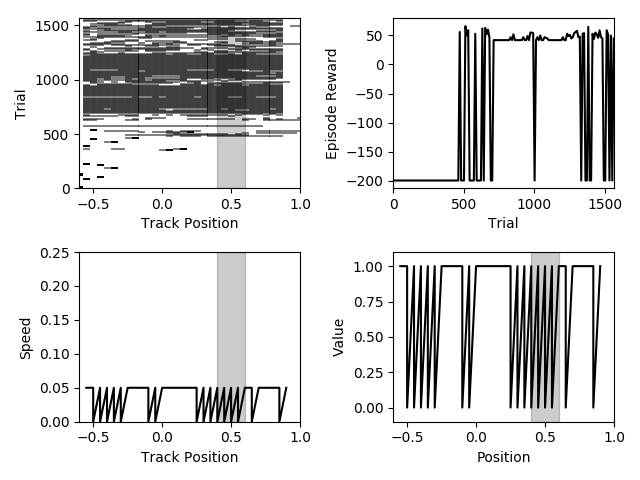 1500
1000
500
0
Trial
−0.5 0.0 0.5 1.0
Track Position
50
0
−50
−100
−150
−200
Episode Reward
0 500 1000 1500
Trial
0.25
0.20
0.15
0.10
0.05
0.00
Speed
−0.5 0.0 0.5 1.0
Track Position
1.00
0.75
0.50
0.25
0.00
Value
−0.5 0.0 0.5 1.0
Position